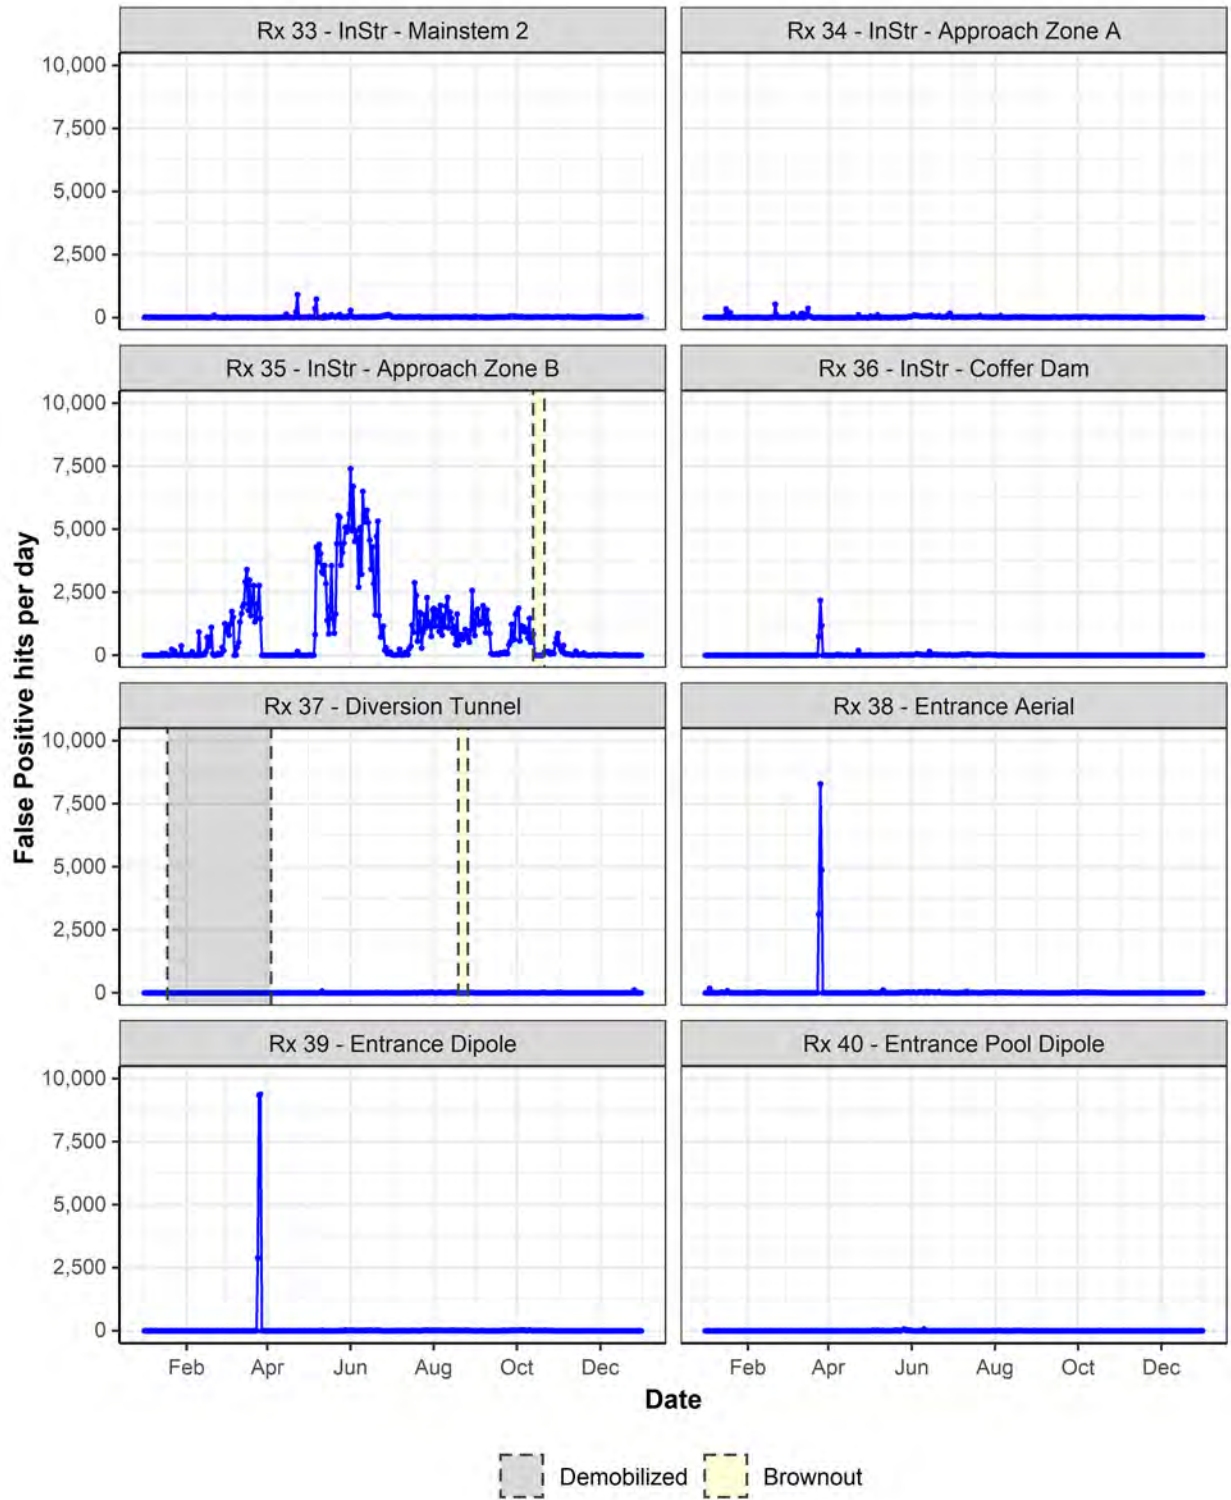 Rx 33 - InStr - Mainstem 2
Rx 34 - InStr - Approach Zone A
10,000
7,500
5,000
2,500
0
Rx 35 - InStr - Approach Zone B
Rx 36 - InStr - Coffer Dam
10,000
7,500
5,000
2,500
0
False Positive hits per day
Rx 37 - Diversion Tunnel
Rx 38 - Entrance Aerial
10,000
7,500
5,000
2,500
0
Rx 39 - Entrance Dipole
Rx 40 - Entrance Pool Dipole
10,000
7,500
5,000
2,500
0
Feb Apr Jun Aug Oct Dec
Feb Apr Jun Aug Oct Dec
Date
Demobilized Brownout